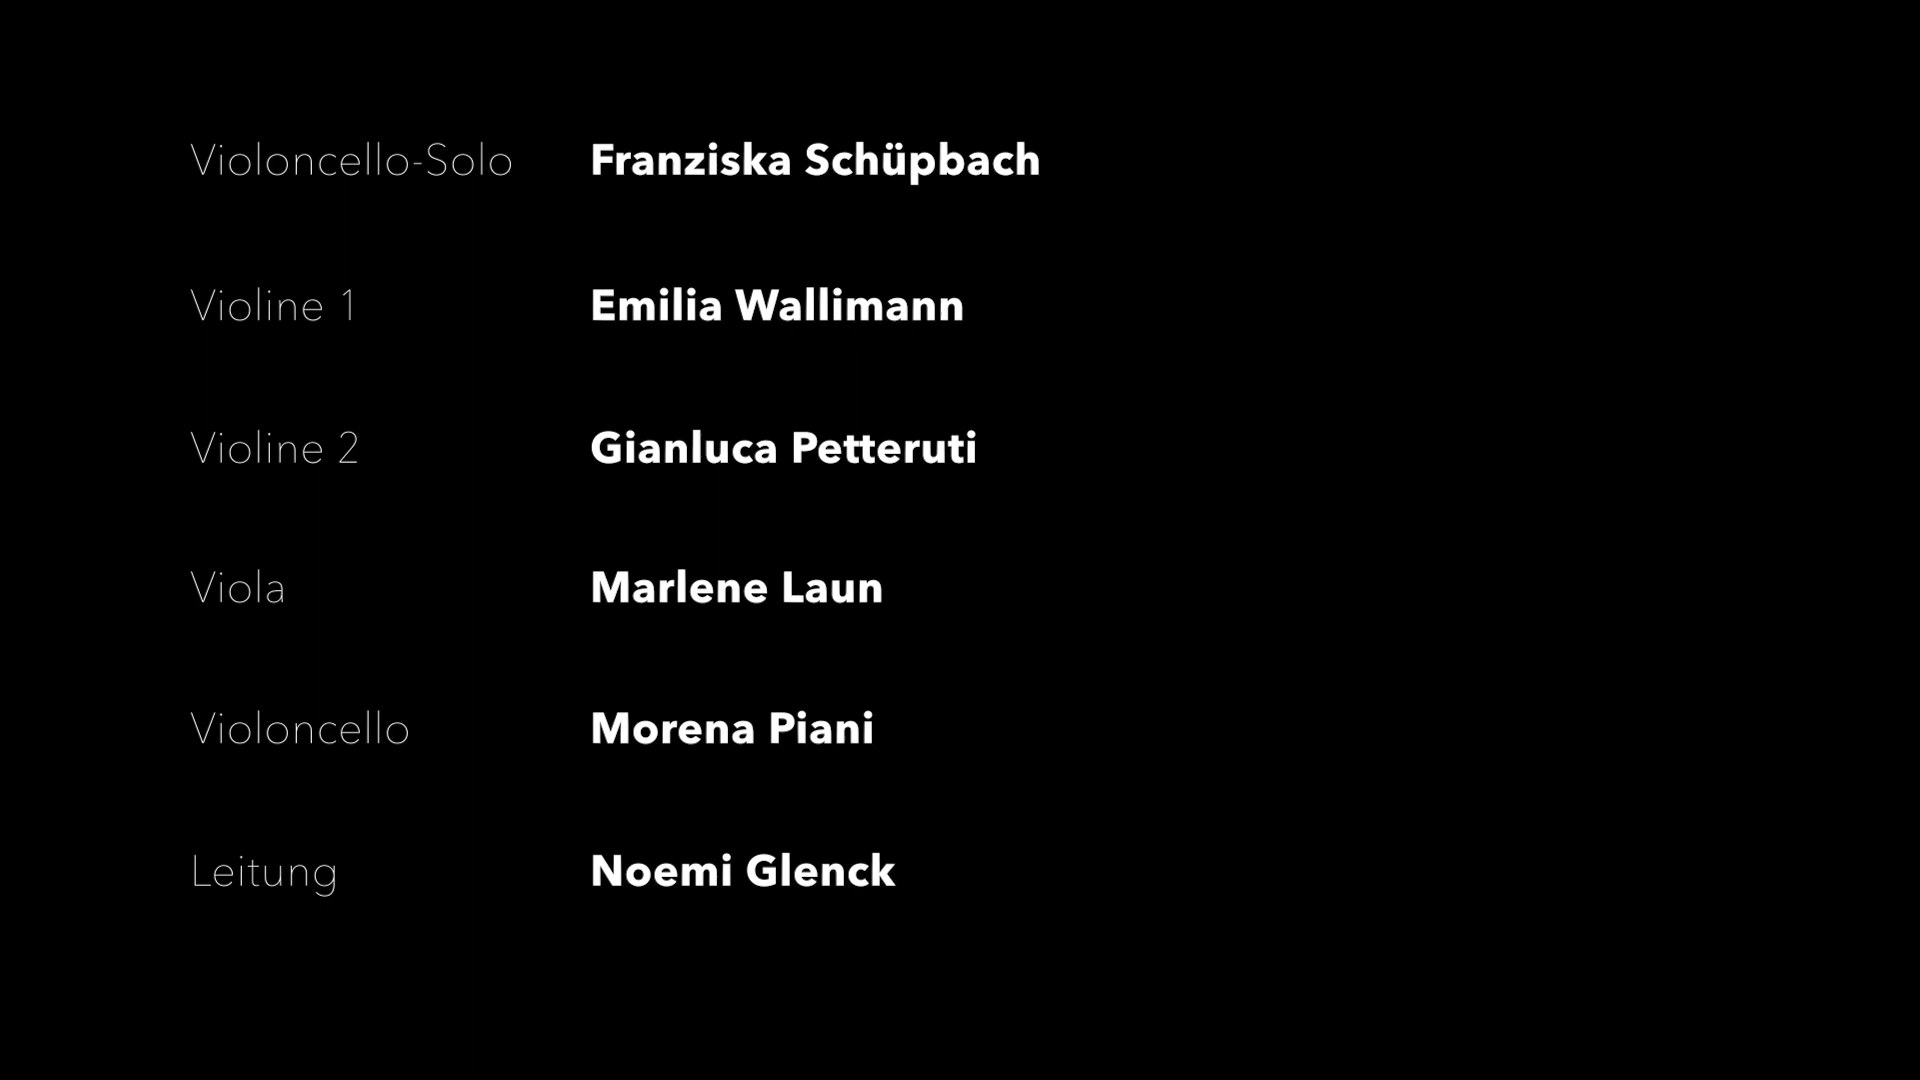 Violoncello-Solo Franziska Schüpbach
Violine 1 Emilia Wallimann
Violine 2 Gianluca Petteruti
Viola Marlene Laun
Violoncello Morena Piani
Leitung Noemi Glenck